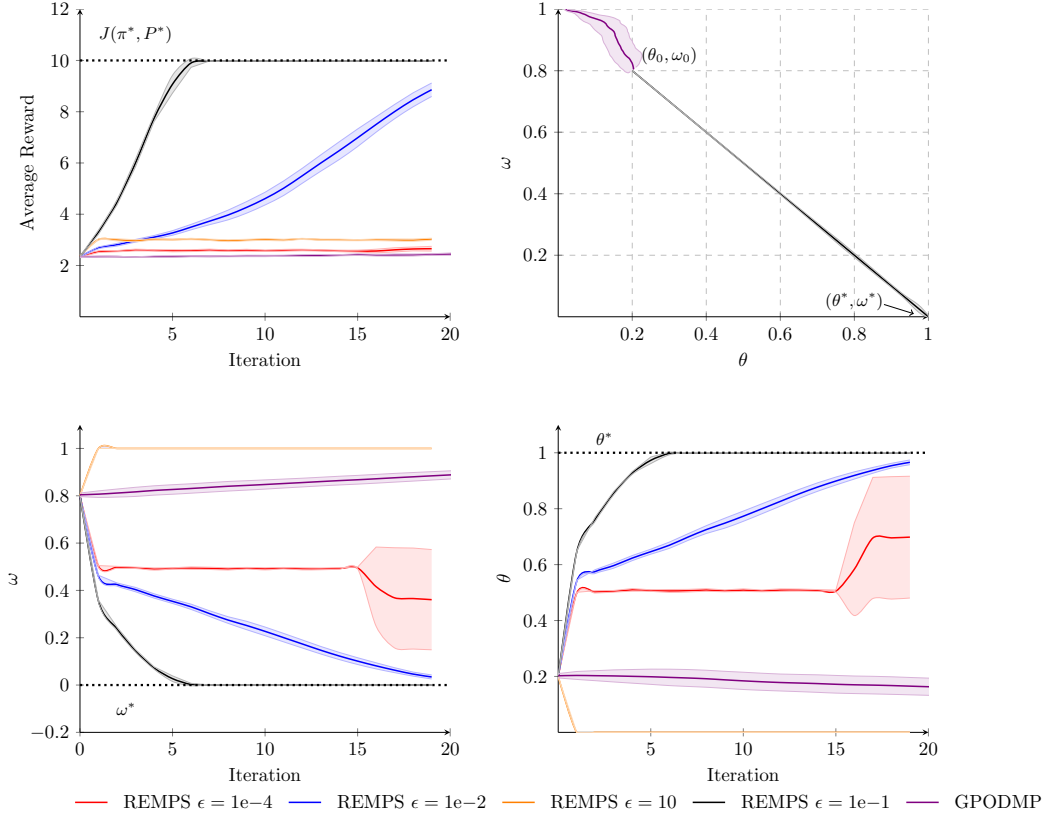 12
10
8
6
4
2
5
10
15
20
Average Reward
Iteration
J(π*, P*)
1
0.8
0.6
0.4
0.2
0.2
0.4
0.6
0.8
1
ω
θ
(θ₀, ω₀)
(θ*, ω*)
1
0.8
0.6
0.4
0.2
0
−0.2
0
5
10
15
20
ω
Iteration
ω*
1
0.8
0.6
0.4
0.2
5
10
15
20
θ
Iteration
θ*
REMPS ϵ = 1e−4
REMPS ϵ = 1e−2
REMPS ϵ = 10
REMPS ϵ = 1e−1
GPODMP